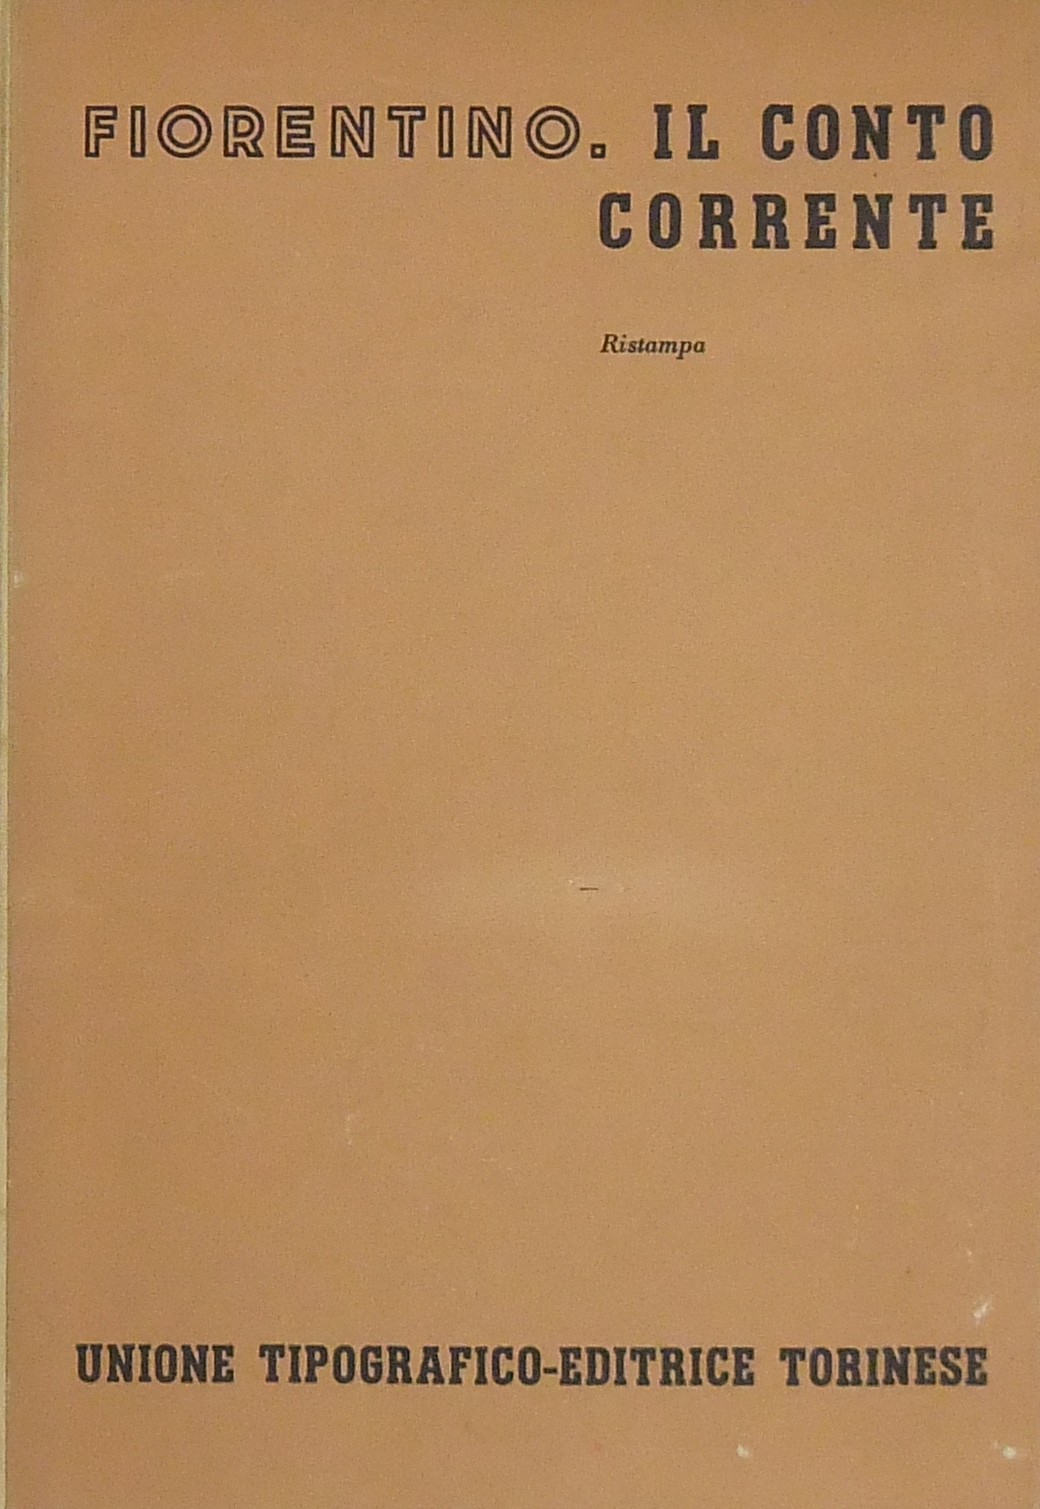 FIORENTINO. IL CONTO
CORRENTE
Ristampa
UNIONE TIPOGRAFICO-EDITRICE TORINESE